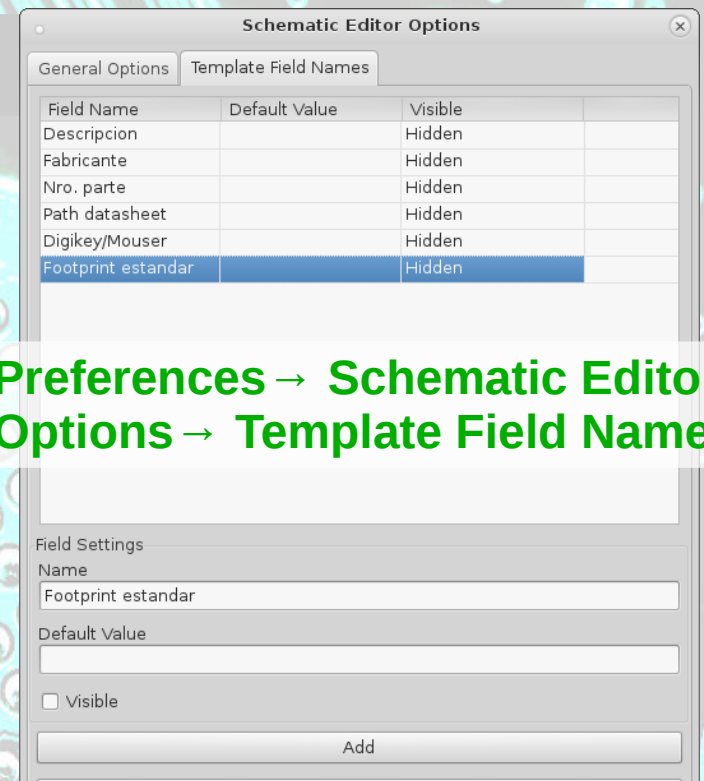 Schematic Editor Options
General Options Template Field Names
Field Name Default Value Visible
Descripcion Hidden
Fabricante Hidden
Nro. parte Hidden
Path datasheet Hidden
Digikey/Mouser Hidden
Footprint estandar Hidden
Preferences→ Schematic Edito
Options→ Template Field Name
Field Settings
Name
Footprint estandar
Default Value
Visible
Add